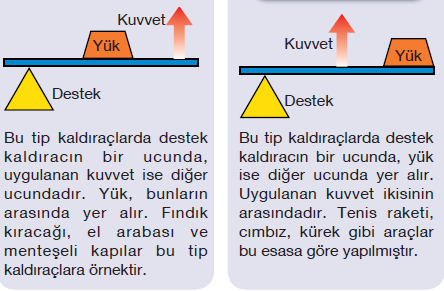 Kuvvet
Yük
Destek
Bu tip kaldıraçlarda destek
kaldıracın bir ucunda,
uygulanan kuvvet ise diğer
ucundadır. Yük, bunların
arasında yer alır. Fındık
kıracağı, el arabası ve
menteşeli kapılar bu tip
kaldıraçlara örnektir.
Kuvvet
Yük
Destek
Bu tip kaldıraçlarda destek
kaldıracın bir ucunda, yük
ise diğer ucunda yer alır.
Uygulanan kuvvet ikisinin
arasındadır. Tenis raketi,
cımbız, kürek gibi araçlar
bu esasa göre yapılmıştır.